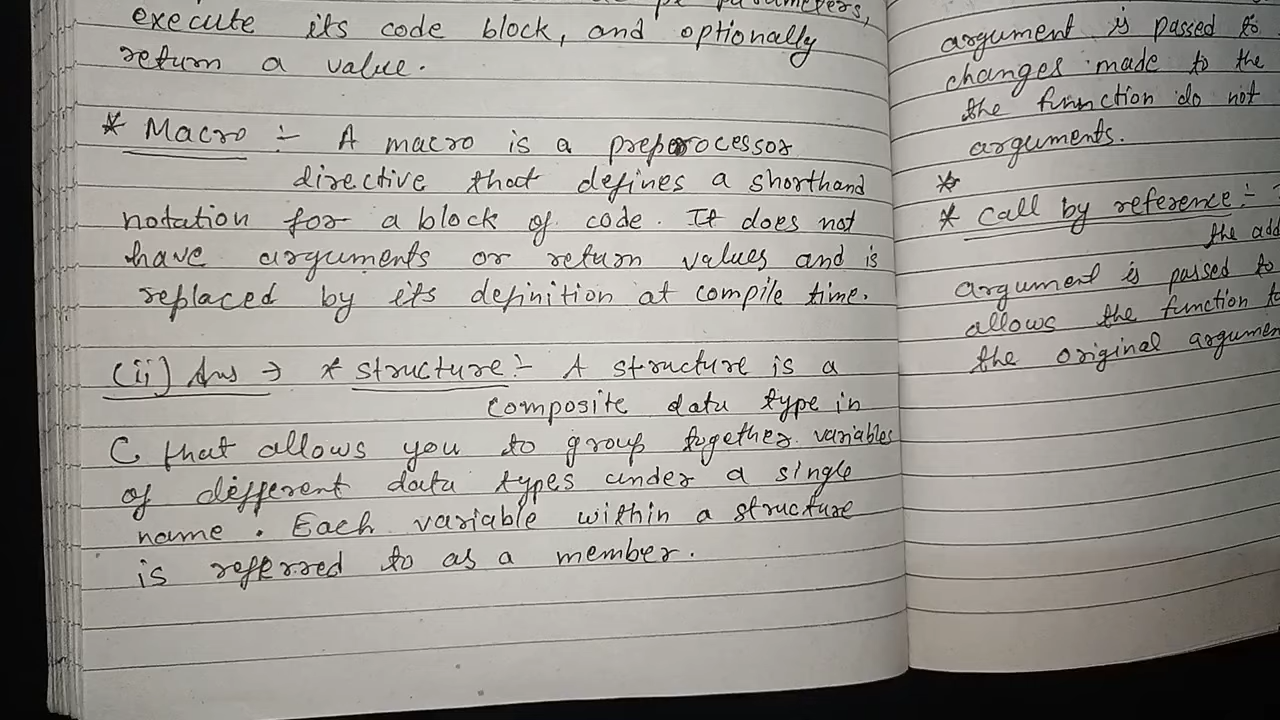 parameters,
execute its code block, and optionally
return a value.
* Macro :- A macro is a preporocessor
directive that defines a shorthand
notation for a block of code. It does not
have arguments or return values and is
replaced by its definition at compile time.
(ii) Ans → * structure :- A structure is a
composite data type in
C that allows you to group together variables
of different data types under a single
name. Each variable within a structure
is referred to as a member.
argument is passed to
changes made to the
the function do not
arguments.
*
* Call by reference :-
the add
argument is passed to
allows the function to
the original argumen